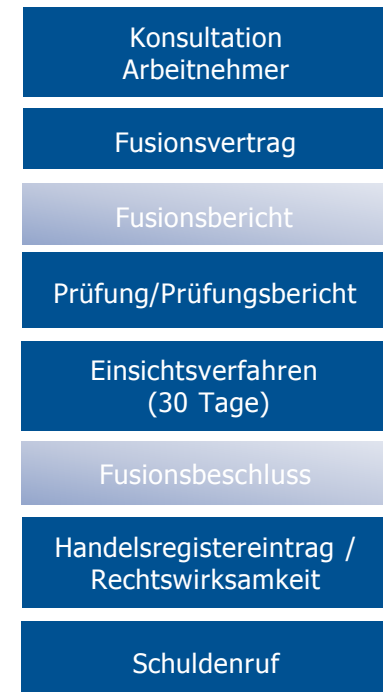 Konsultation
Arbeitnehmer
Fusionsvertrag
Fusionsbericht
Prüfung/Prüfungsbericht
Einsichtsverfahren
(30 Tage)
Fusionsbeschluss
Handelsregistereintrag /
Rechtswirksamkeit
Schuldenruf